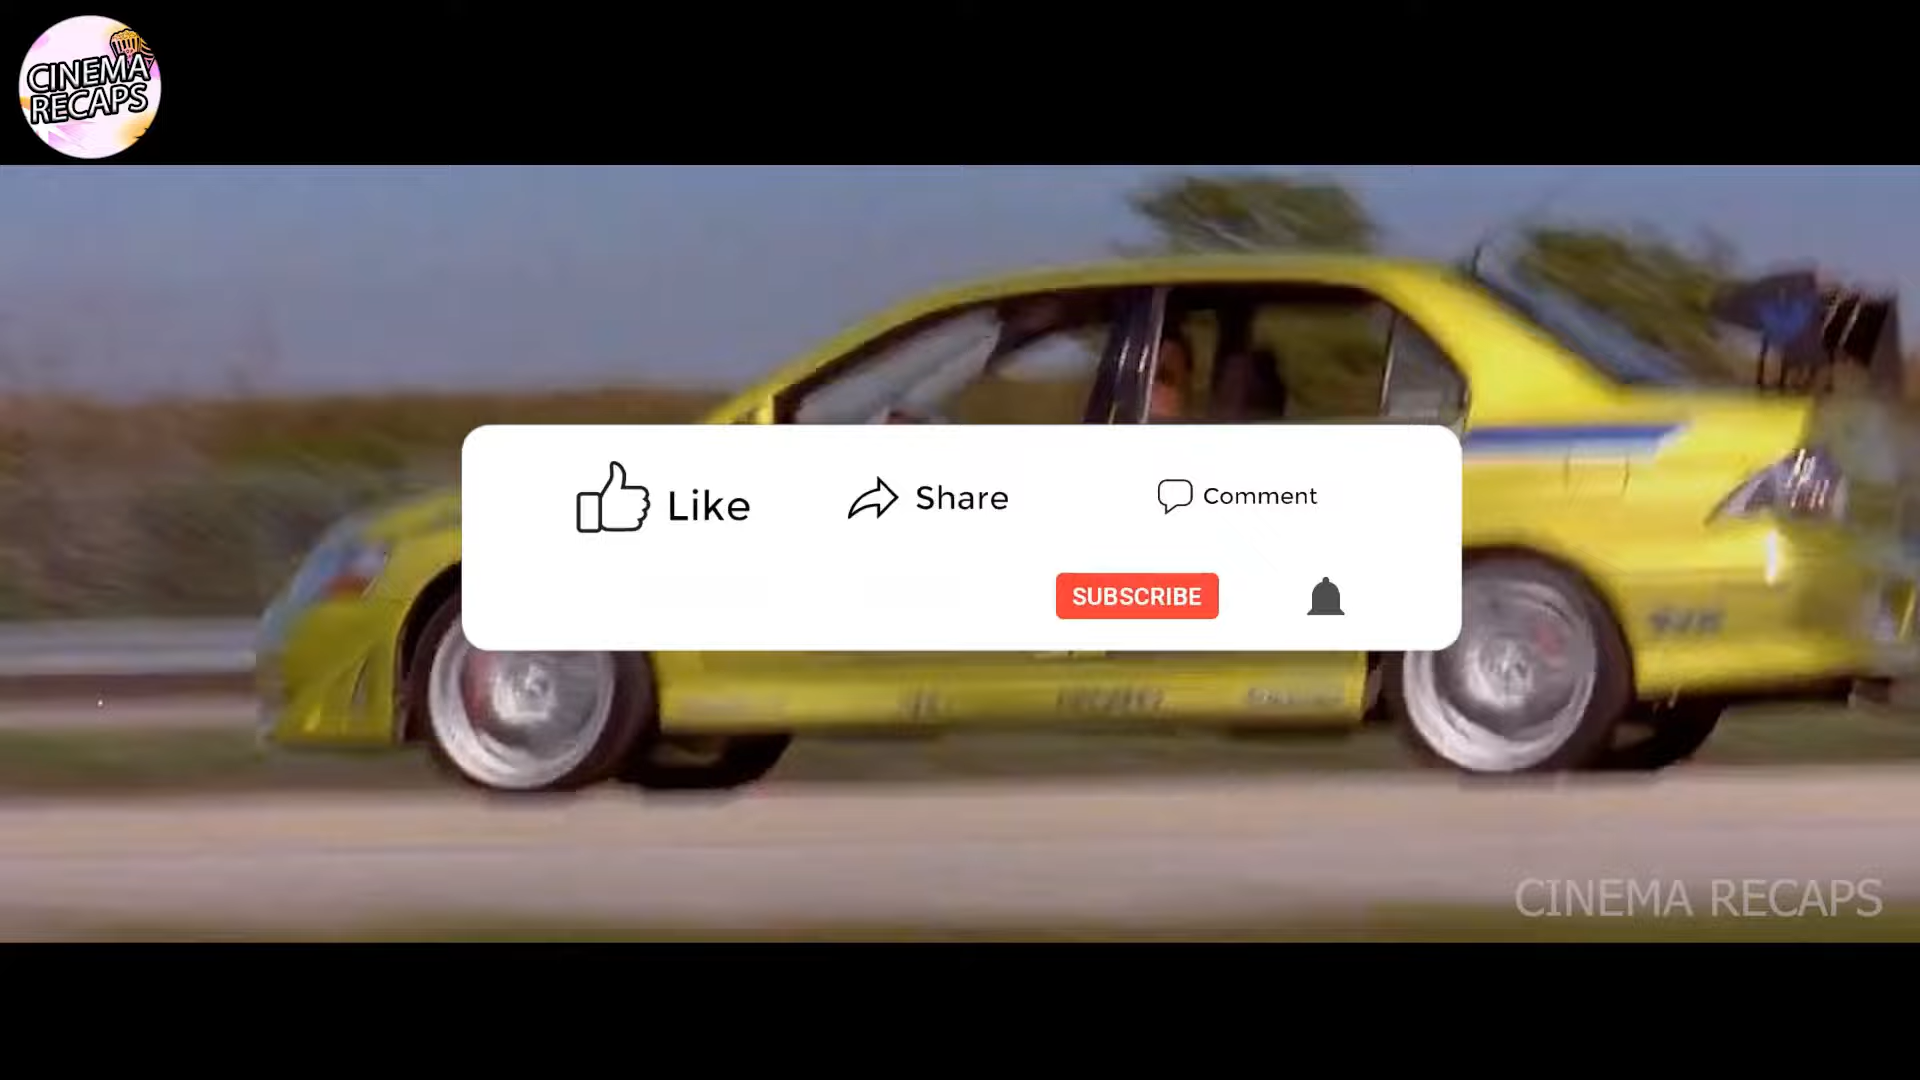 CINEMA
RECAPS
Like
Share
Comment
SUBSCRIBE
CINEMA RECAPS